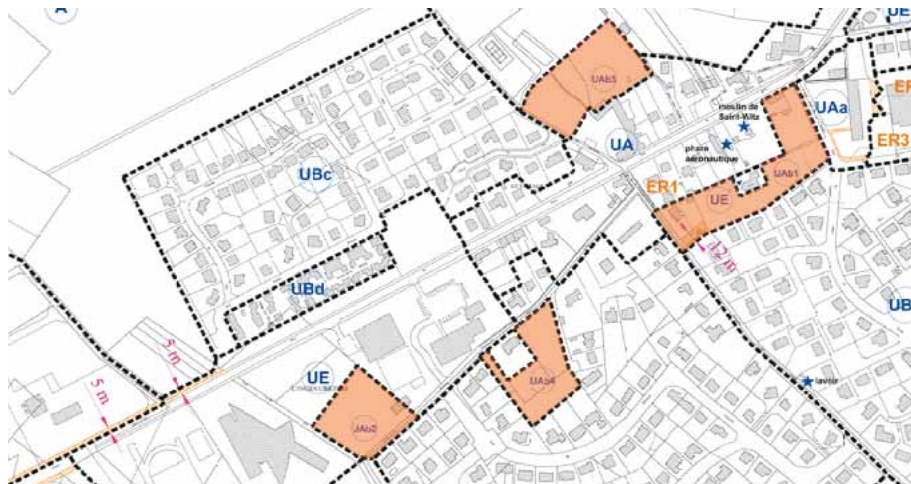 A
UE
UAb3
moulin de
Saint-Witz
UAa
ER
ER3
UA
phare
aéronautique
UBc
ER1
UAb1
UE
12 m
UBd
UB
5 m
5 m
UE
UAb4
lavoir
UAb2